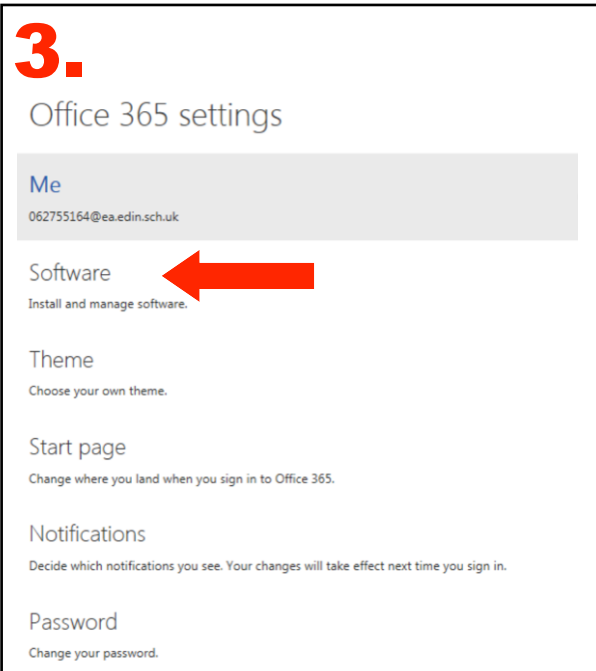 3.
Office 365 settings
Me
062755164@ea.edin.sch.uk
Software
Install and manage software.
Theme
Choose your own theme.
Start page
Change where you land when you sign in to Office 365.
Notifications
Decide which notifications you see. Your changes will take effect next time you sign in.
Password
Change your password.